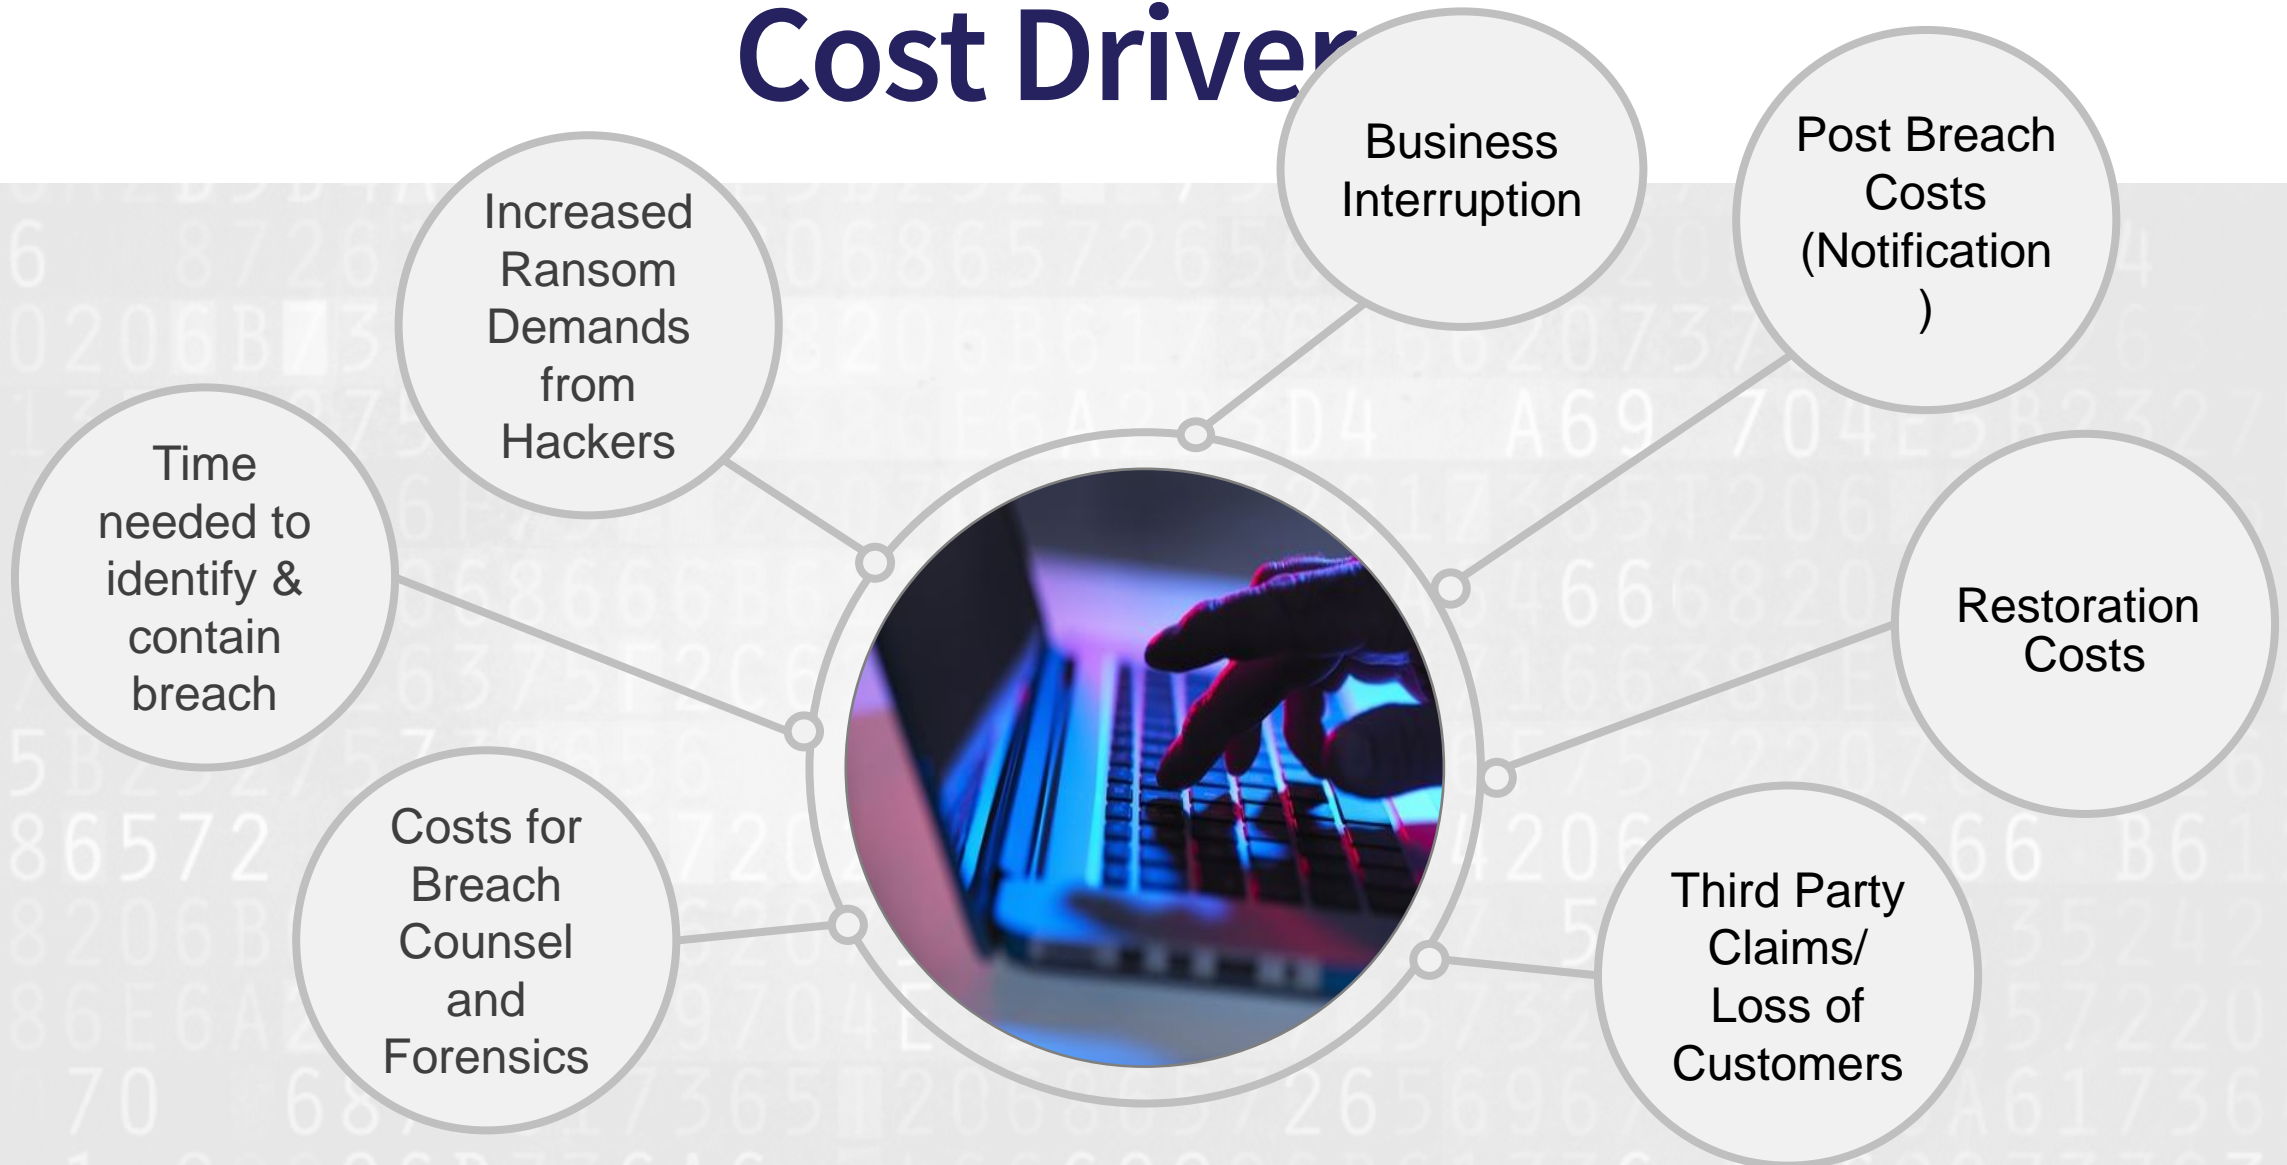 Cost Driver
Business
Interruption
Post Breach
Costs
(Notification
)
Increased
Ransom
Demands
from
Hackers
Time
needed to
identify &
contain
breach
Restoration
Costs
Costs for
Breach
Counsel
and
Forensics
Third Party
Claims/
Loss of
Customers